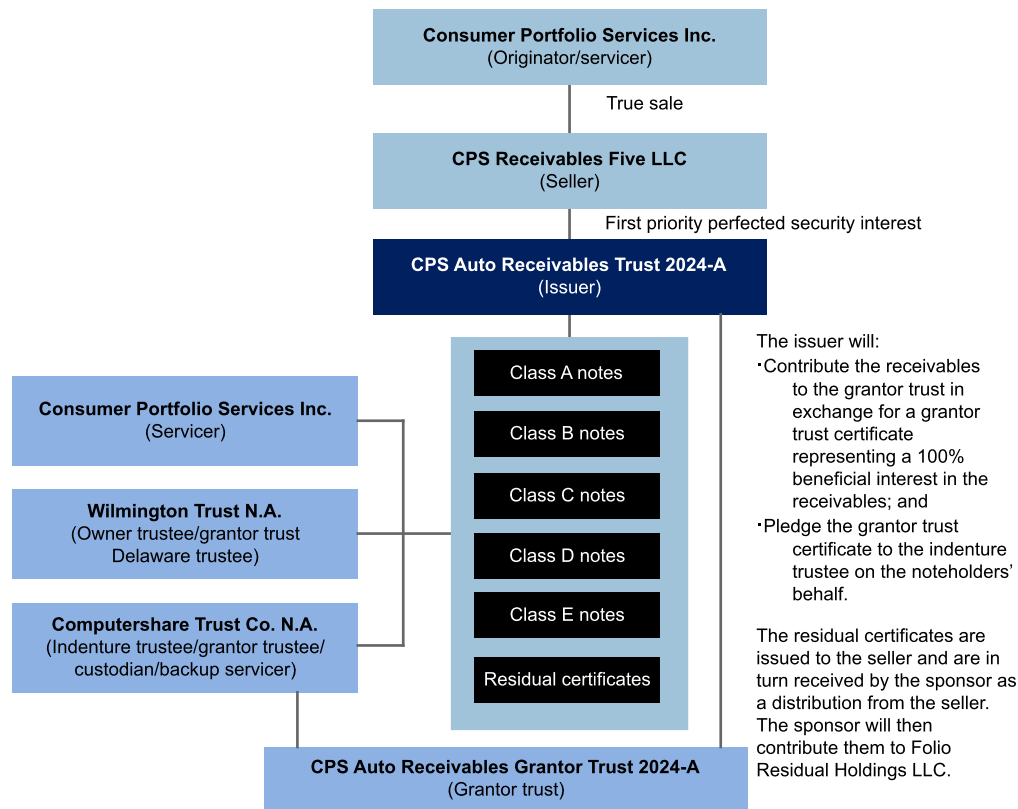 Consumer Portfolio Services Inc.
(Originator/servicer)
True sale
CPS Receivables Five LLC
(Seller)
First priority perfected security interest
CPS Auto Receivables Trust 2024-A
(Issuer)
Class A notes
Class B notes
Class C notes
Class D notes
Class E notes
Residual certificates
Consumer Portfolio Services Inc.
(Servicer)
Wilmington Trust N.A.
(Owner trustee/grantor trust
Delaware trustee)
Computershare Trust Co. N.A.
(Indenture trustee/grantor trustee/
custodian/backup servicer)
The issuer will:
·Contribute the receivables
to the grantor trust in
exchange for a grantor
trust certificate
representing a 100%
beneficial interest in the
receivables; and
·Pledge the grantor trust
certificate to the indenture
trustee on the noteholders’
behalf.
The residual certificates are
issued to the seller and are in
turn received by the sponsor as
a distribution from the seller.
The sponsor will then
contribute them to Folio
Residual Holdings LLC.
CPS Auto Receivables Grantor Trust 2024-A
(Grantor trust)